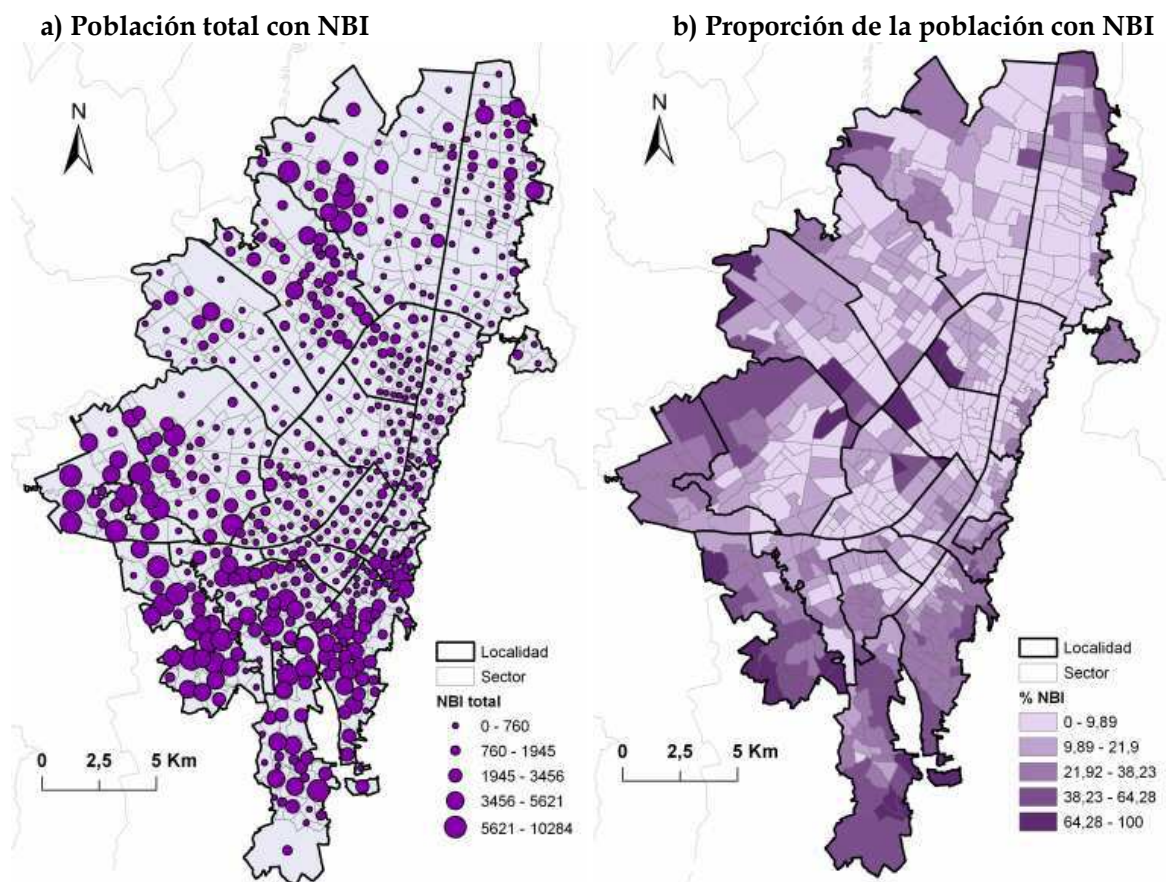 a) Población total con NBI
b) Proporción de la población con NBI
N
N
Localidad
Sector
NBI total
0 - 760
760 - 1945
1945 - 3456
3456 - 5621
5621 - 10284
0 2,5 5 Km
Localidad
Sector
% NBI
0 - 9.89
9,89 - 21,9
21,92 - 38,23
38,23 - 64,28
64,28 - 100
0 2,5 5 Km